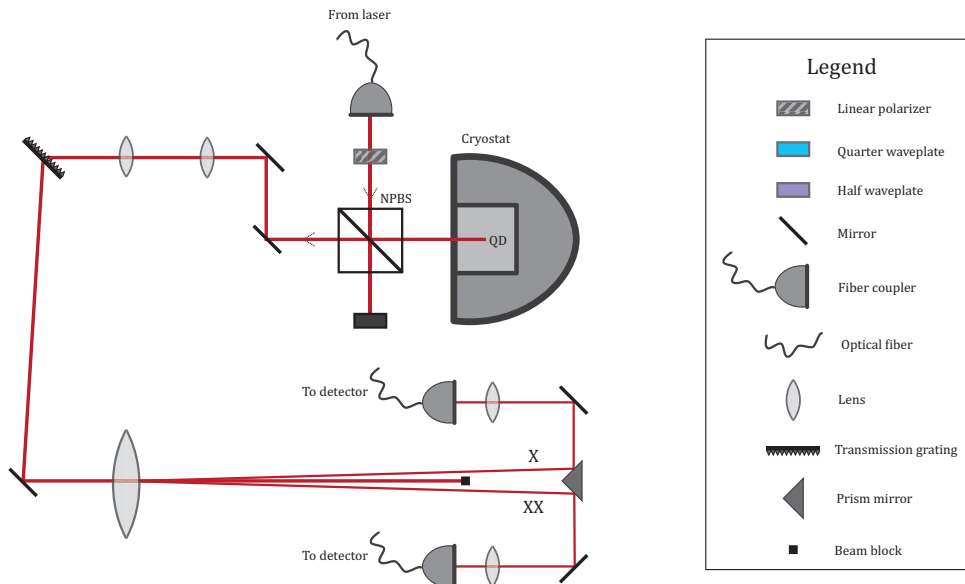 From laser
Cryostat
NPBS
QD
To detector
X
XX
To detector
Legend
Linear polarizer
Quarter waveplate
Half waveplate
Mirror
Fiber coupler
Optical fiber
Lens
Transmission grating
Prism mirror
Beam block